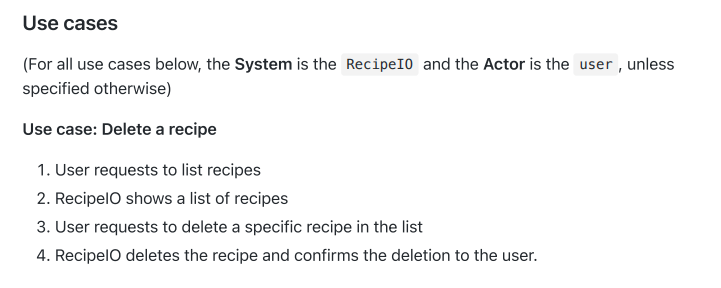 Use cases
(For all use cases below, the System is the RecipeIO and the Actor is the user, unless
specified otherwise)
Use case: Delete a recipe
1. User requests to list recipes
2. RecipeIO shows a list of recipes
3. User requests to delete a specific recipe in the list
4. RecipeIO deletes the recipe and confirms the deletion to the user.